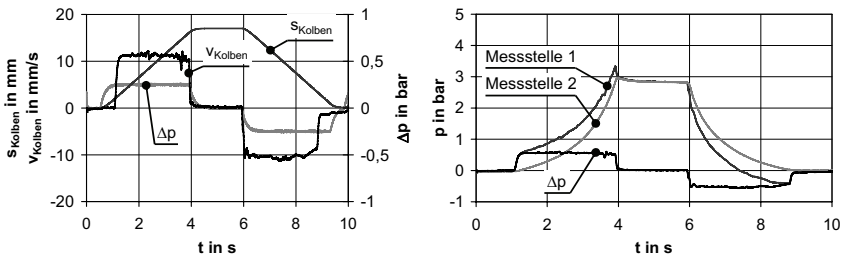 s_Kolben in mm
v_Kolben in mm/s
20
10
0
-10
-20
0
2
4
6
8
10
t in s
1
0,5
0
-0,5
-1
Δp in bar
s_Kolben
v_Kolben
Δp
p in bar
5
4
3
2
1
0
-1
0
2
4
6
8
10
t in s
Messstelle 1
Messstelle 2
Δp